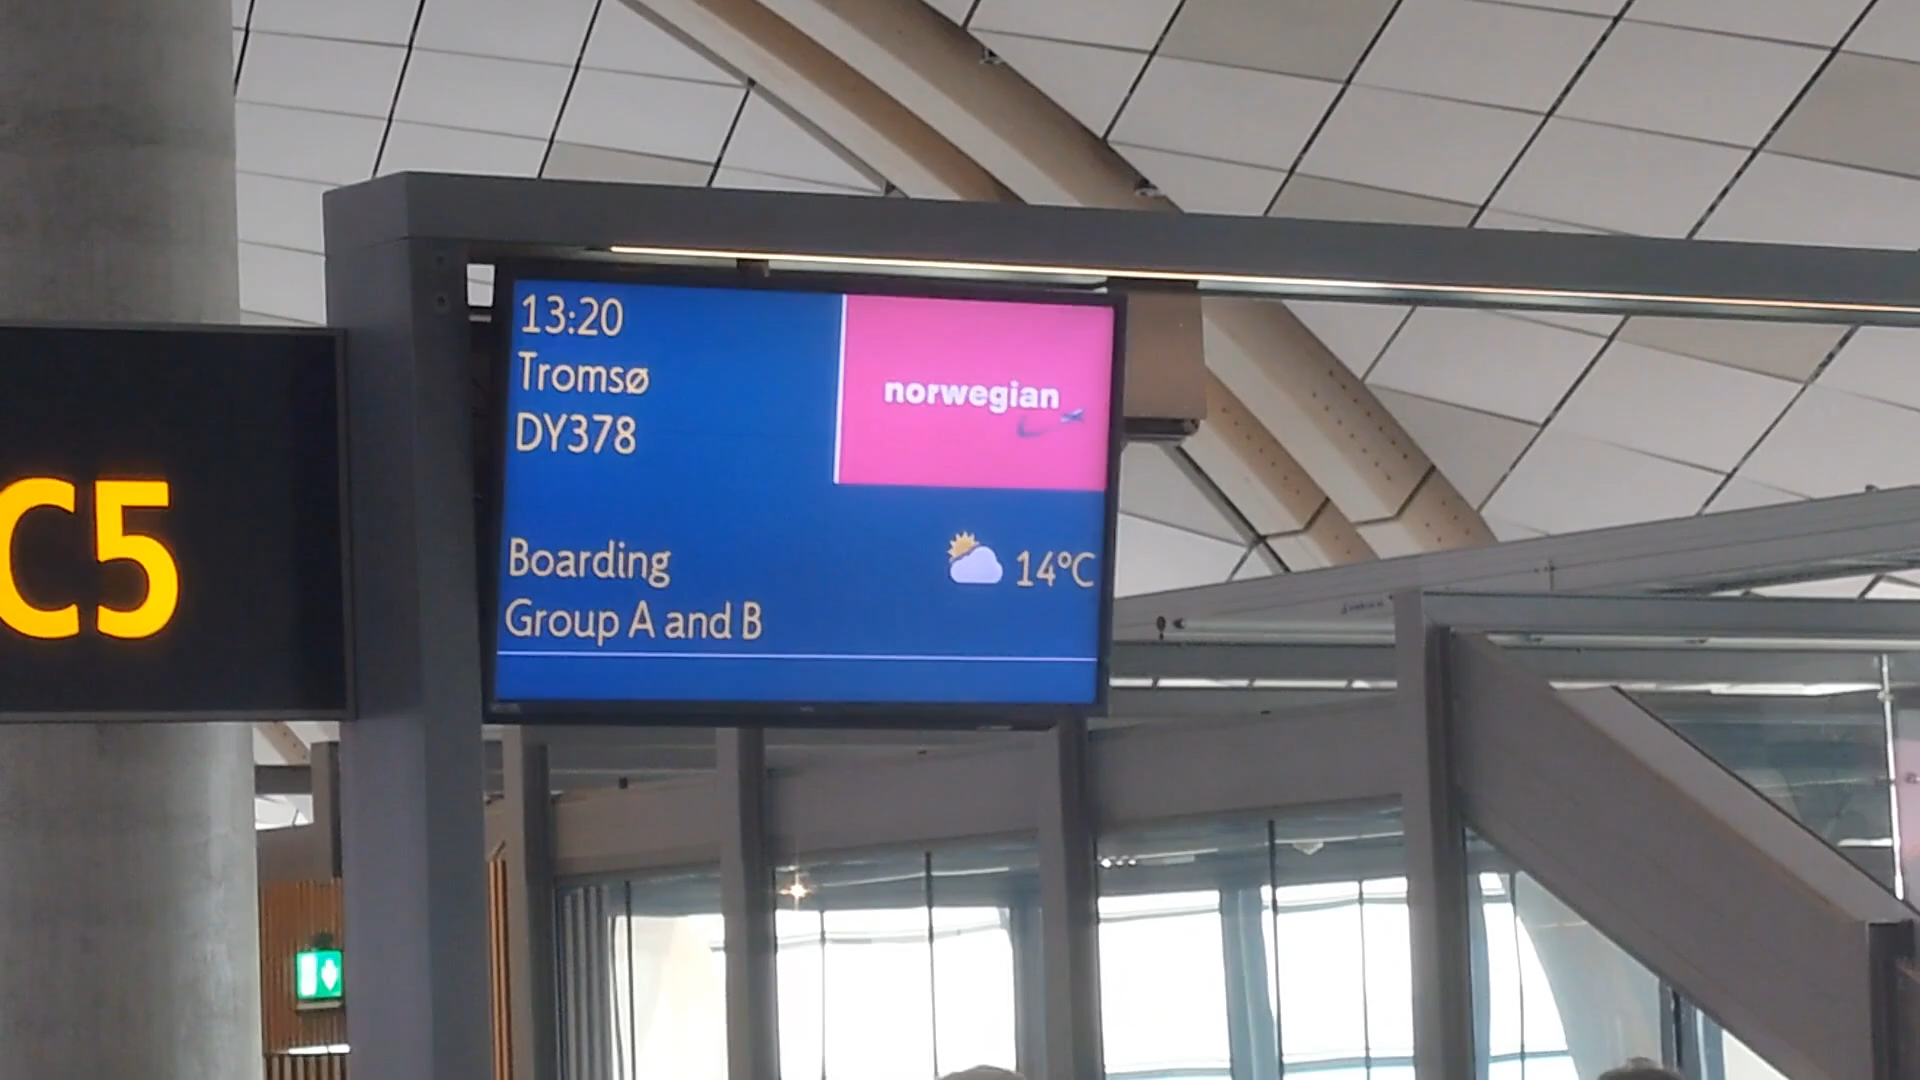 C5
13:20
Tromsø
DY378
norwegian
Boarding
Group A and B
14°C